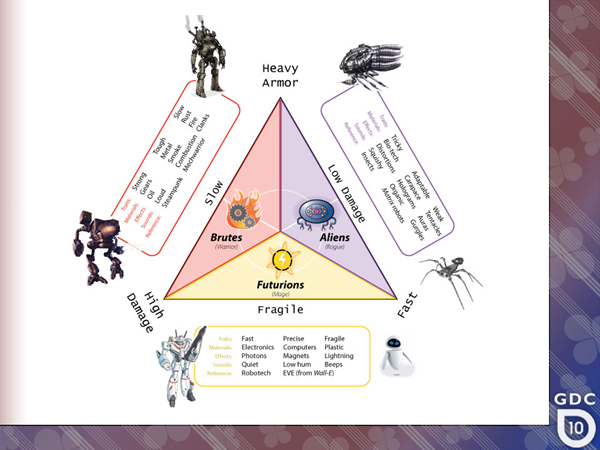 Heavy
Armor
Traits: Strong Tough Slow
Materials: Gears Metal Rust
Effects: Oil Smoke Fire
Sounds: Loud Combustion Clanks
Reference: Steampunk Mechwarrior
Traits: Tricky Adaptable Weak
Materials: Bio-tech Carapace Tentacles
Effects: Distortions Holograms Auras
Sounds: Squishy Organic Gurgles
Reference: Insects Matrix robots
Slow
Low Damage
Brutes
(Warrior)
Aliens
(Rogue)
Futurions
(Mage)
High
Damage
Fragile
Fast
Traits: Fast Precise Fragile
Materials: Electronics Computers Plastic
Effects: Photons Magnets Lightning
Sounds: Quiet Low hum Beeps
Reference: Robotech EVE (from Wall-E)
GDC
10